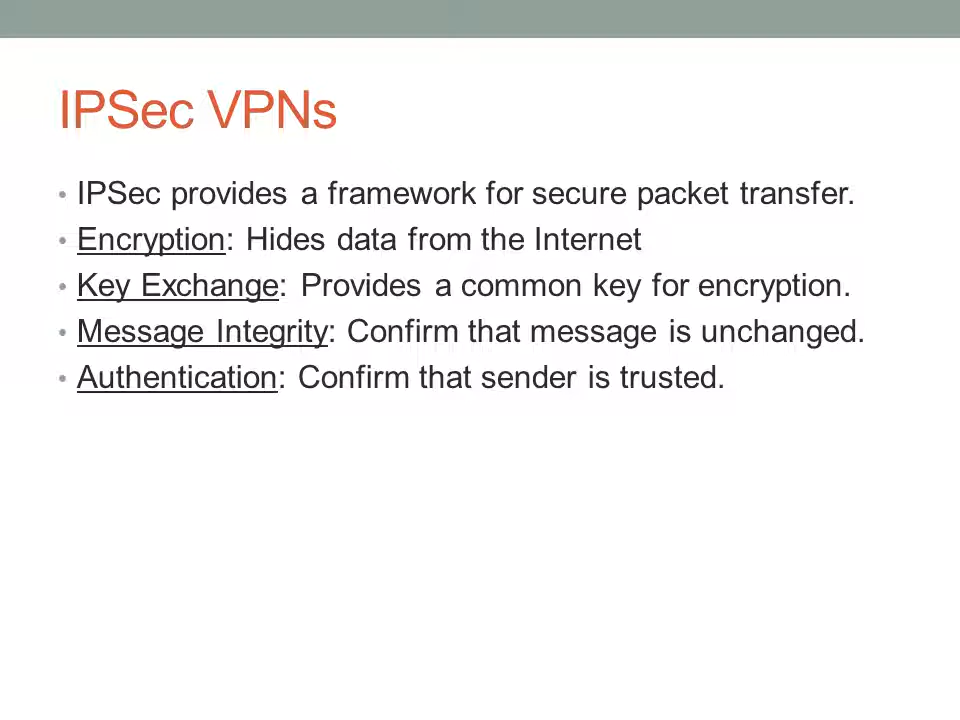 IPSec VPNs
• IPSec provides a framework for secure packet transfer.
• Encryption: Hides data from the Internet
• Key Exchange: Provides a common key for encryption.
• Message Integrity: Confirm that message is unchanged.
• Authentication: Confirm that sender is trusted.